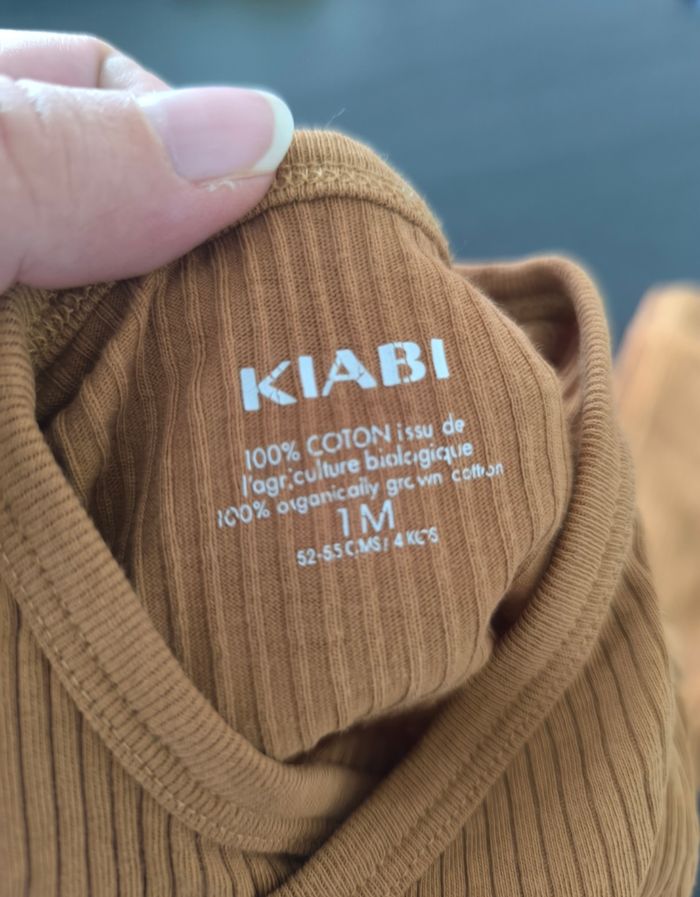 KIABI
100% COTON issu de
l'agriculture biologique
100% organically grown cotton
1M
52-55 CMS / 4 KGS